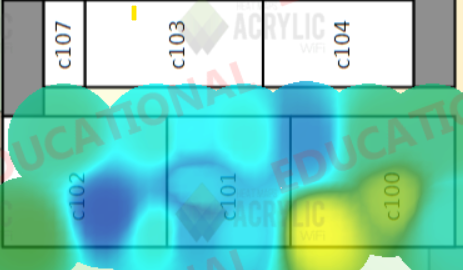 c107
c103
c104
ACRYLIC
WiFi
EDUCATIONAL
EDUCATIO
c102
c101
c100
ACRYLIC
WiFi